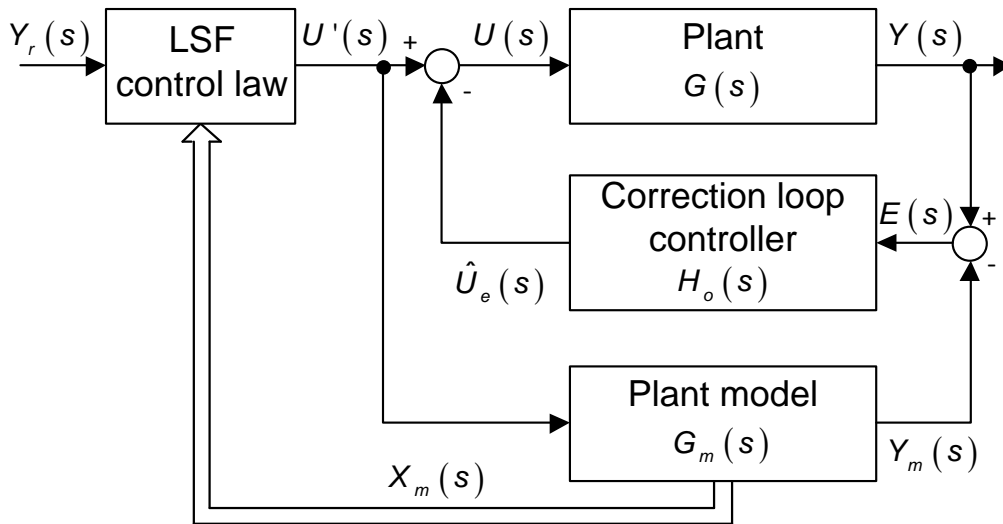 Y_r(s)
LSF
control law
U'(s)
+
-
U(s)
Plant
G(s)
Y(s)
Correction loop
controller
H_o(s)
E(s)
+
-
Û_e(s)
Plant model
G_m(s)
Y_m(s)
X_m(s)